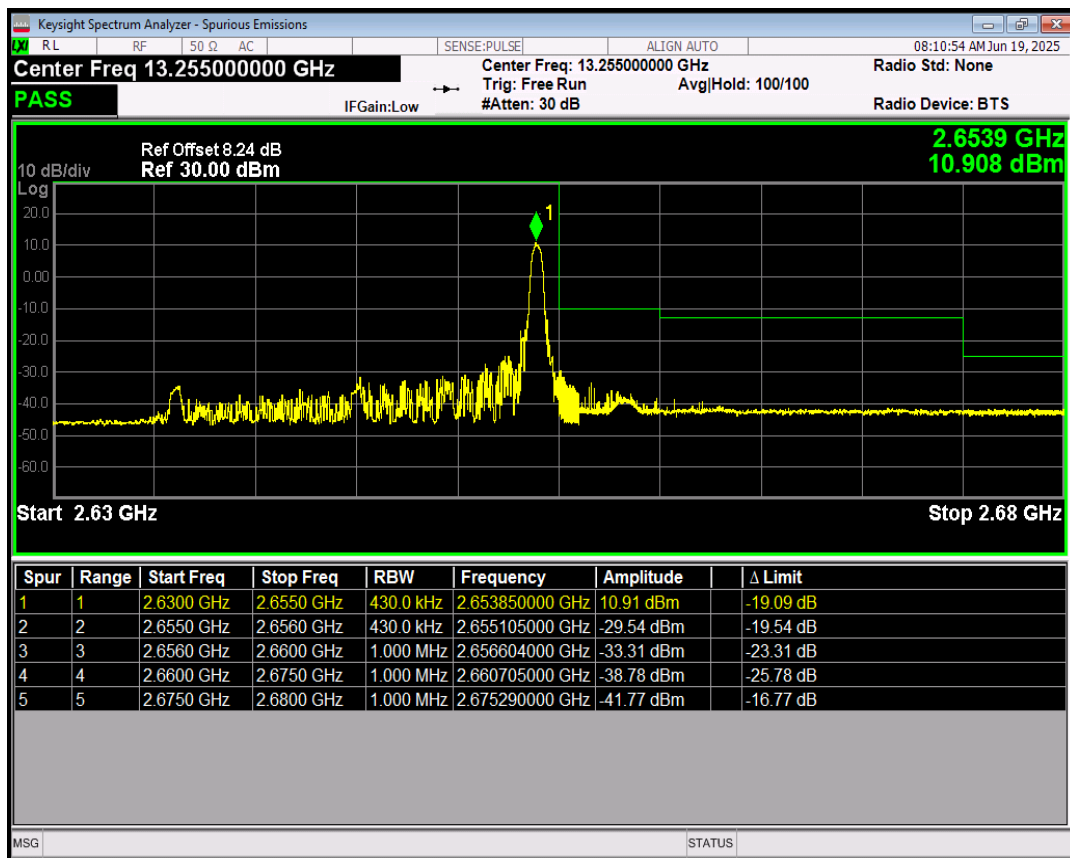 Keysight Spectrum Analyzer - Spurious Emissions
LXI RL RF 50 Ω AC SENSE:PULSE ALIGN AUTO 08:10:54 AM Jun 19, 2025
Center Freq 13.255000000 GHz Center Freq: 13.255000000 GHz Radio Std: None
Trig: Free Run Avg|Hold: 100/100
PASS IFGain:Low #Atten: 30 dB Radio Device: BTS
2.6539 GHz
Ref Offset 8.24 dB
10.908 dBm
10 dB/div Ref 30.00 dBm
Log
20.0
1
10.0
0.00
-10.0
-20.0
-30.0
-40.0
-50.0
-60.0
Start 2.63 GHz Stop 2.68 GHz
Spur Range Start Freq Stop Freq RBW Frequency Amplitude Δ Limit
1 1 2.6300 GHz 2.6550 GHz 430.0 kHz 2.653850000 GHz 10.91 dBm -19.09 dB
2 2 2.6550 GHz 2.6560 GHz 430.0 kHz 2.655105000 GHz -29.54 dBm -19.54 dB
3 3 2.6560 GHz 2.6600 GHz 1.000 MHz 2.656604000 GHz -33.31 dBm -23.31 dB
4 4 2.6600 GHz 2.6750 GHz 1.000 MHz 2.660705000 GHz -38.78 dBm -25.78 dB
5 5 2.6750 GHz 2.6800 GHz 1.000 MHz 2.675290000 GHz -41.77 dBm -16.77 dB
MSG STATUS